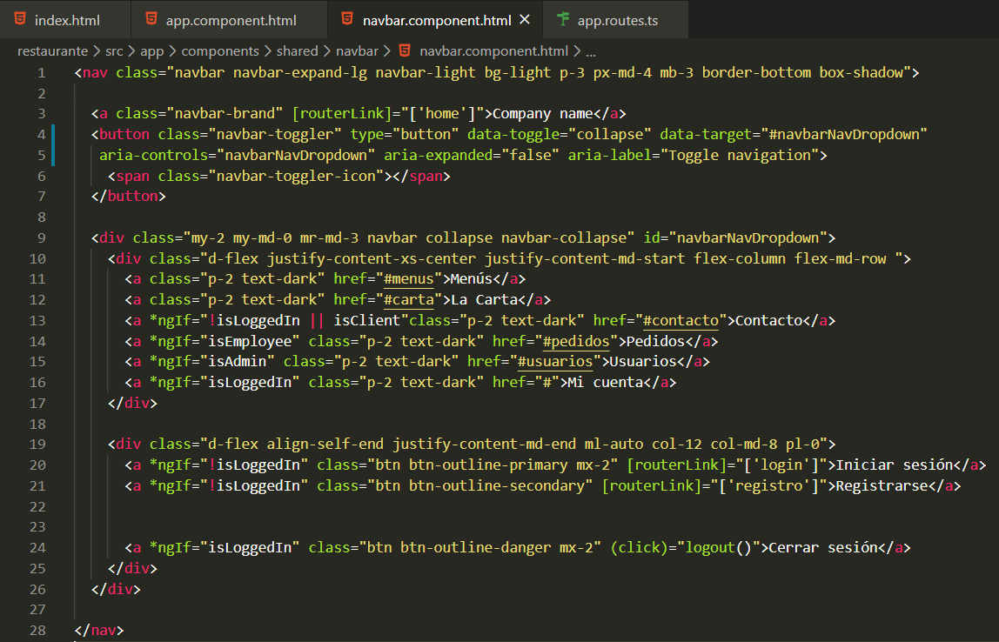 index.html app.component.html navbar.component.html × app.routes.ts
restaurante > src > app > components > shared > navbar > navbar.component.html > ...
1 <nav class="navbar navbar-expand-lg navbar-light bg-light p-3 px-md-4 mb-3 border-bottom box-shadow">
2
3 <a class="navbar-brand" [routerLink]="['home']">Company name</a>
4 <button class="navbar-toggler" type="button" data-toggle="collapse" data-target="#navbarNavDropdown"
5 aria-controls="navbarNavDropdown" aria-expanded="false" aria-label="Toggle navigation">
6 <span class="navbar-toggler-icon"></span>
7 </button>
8
9 <div class="my-2 my-md-0 mr-md-3 navbar collapse navbar-collapse" id="navbarNavDropdown">
10 <div class="d-flex justify-content-xs-center justify-content-md-start flex-column flex-md-row ">
11 <a class="p-2 text-dark" href="#menus">Menús</a>
12 <a class="p-2 text-dark" href="#carta">La Carta</a>
13 <a *ngIf="!isLoggedIn || isClient"class="p-2 text-dark" href="#contacto">Contacto</a>
14 <a *ngIf="isEmployee" class="p-2 text-dark" href="#pedidos">Pedidos</a>
15 <a *ngIf="isAdmin" class="p-2 text-dark" href="#usuarios">Usuarios</a>
16 <a *ngIf="isLoggedIn" class="p-2 text-dark" href="#">Mi cuenta</a>
17 </div>
18
19 <div class="d-flex align-self-end justify-content-md-end ml-auto col-12 col-md-8 pl-0">
20 <a *ngIf="!isLoggedIn" class="btn btn-outline-primary mx-2" [routerLink]="['login']">Iniciar sesión</a>
21 <a *ngIf="!isLoggedIn" class="btn btn-outline-secondary" [routerLink]="['registro']">Registrarse</a>
22
23
24 <a *ngIf="isLoggedIn" class="btn btn-outline-danger mx-2" (click)="logout()">Cerrar sesión</a>
25 </div>
26 </div>
27
28 </nav>